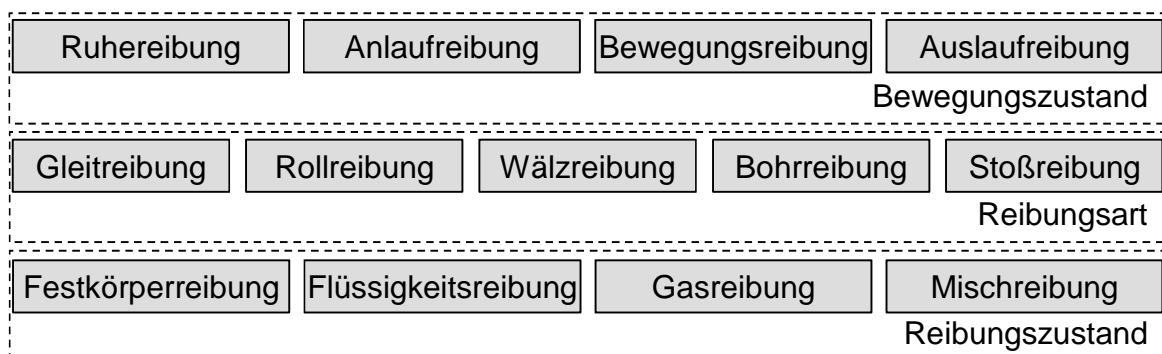 Ruhereibung Anlaufreibung Bewegungsreibung Auslaufreibung
Bewegungszustand
Gleitreibung Rollreibung Wälzreibung Bohrreibung Stoßreibung
Reibungsart
Festkörperreibung Flüssigkeitsreibung Gasreibung Mischreibung
Reibungszustand